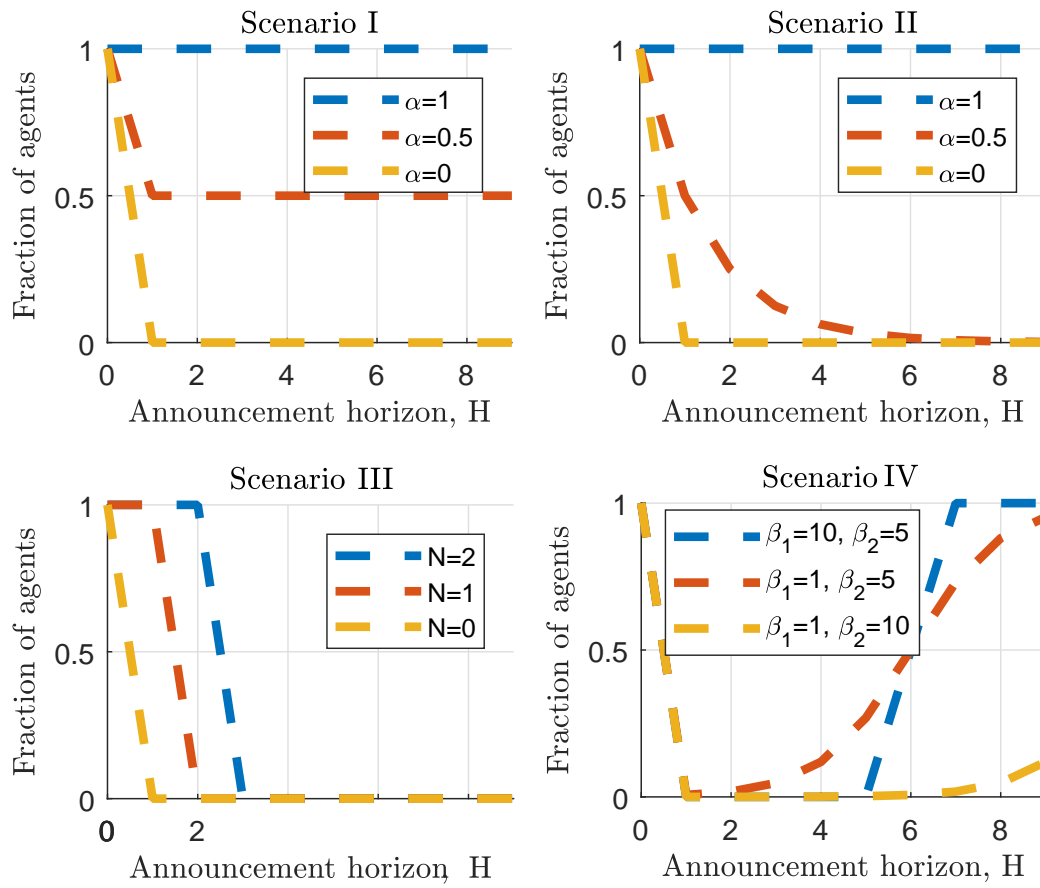 Scenario I
Fraction of agents
1
0.5
0
α=1
α=0.5
α=0
0 2 4 6 8
Announcement horizon, H
Scenario II
Fraction of agents
1
0.5
0
α=1
α=0.5
α=0
0 2 4 6 8
Announcement horizon, H
Scenario III
Fraction of agents
1
0.5
0
N=2
N=1
N=0
0 2
Announcement horizon, H
Scenario IV
Fraction of agents
1
0.5
0
β1=10, β2=5
β1=1, β2=5
β1=1, β2=10
0 2 4 6 8
Announcement horizon, H